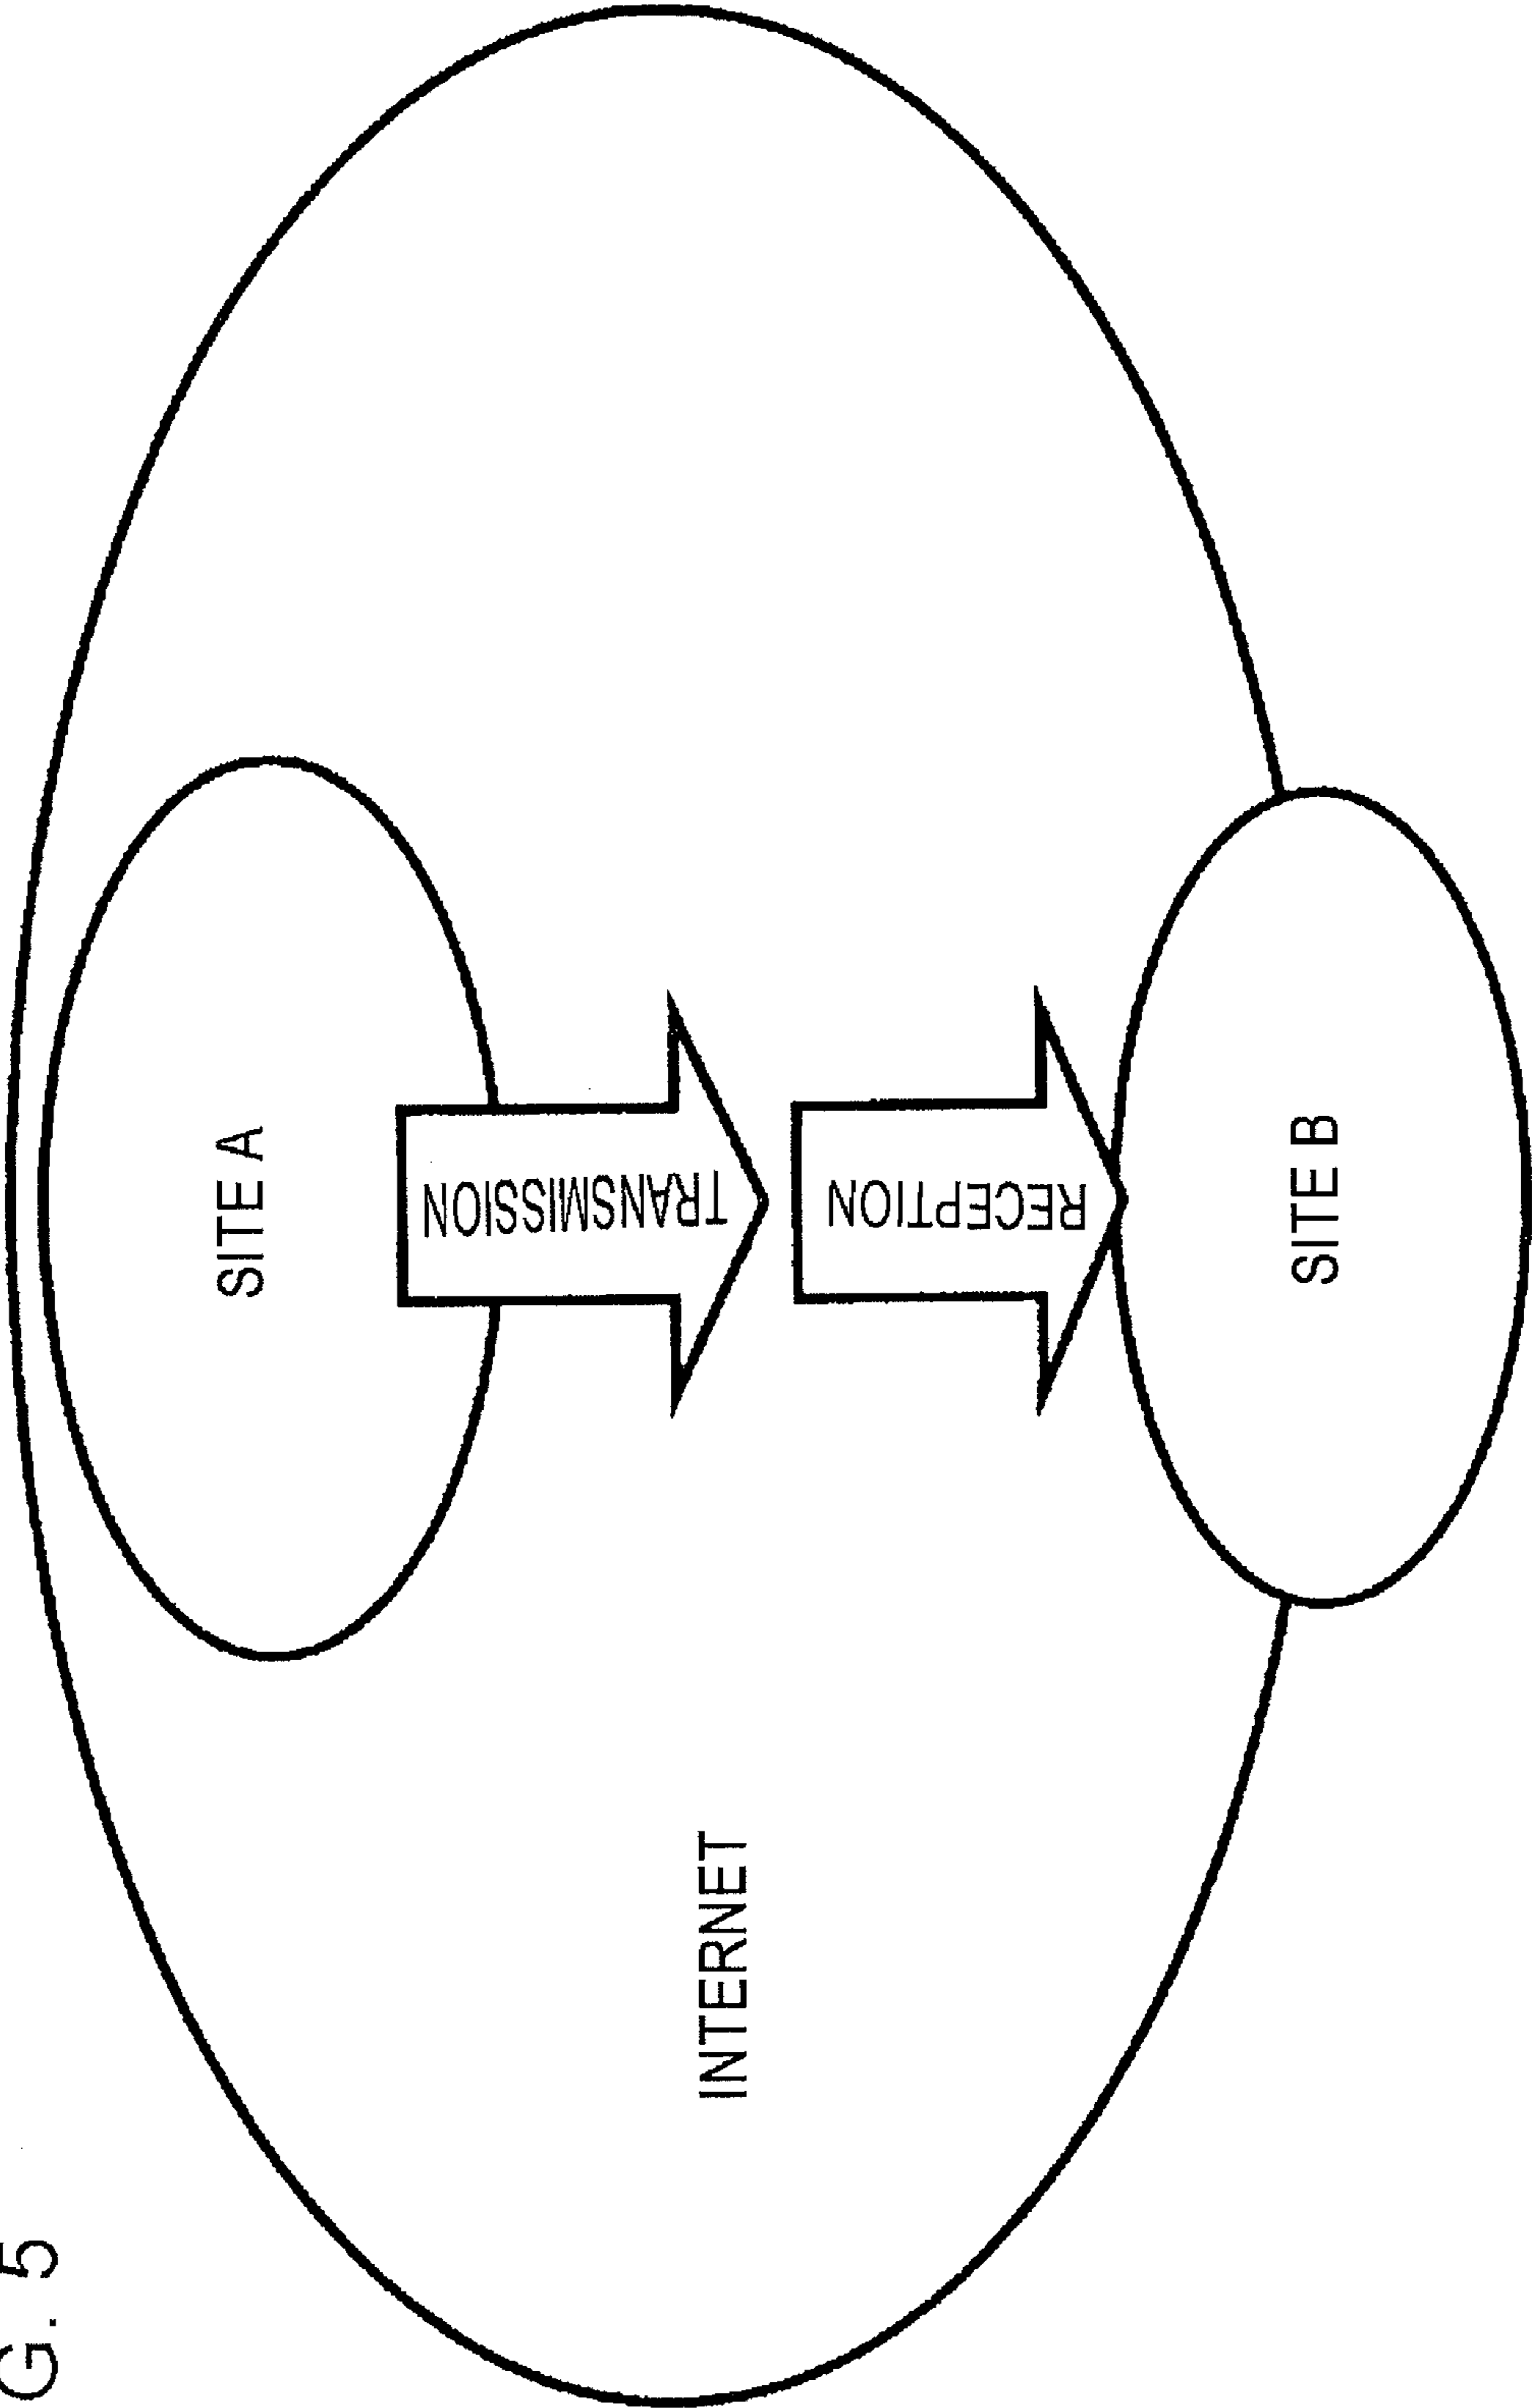 G. 5
SITE A
TRANSMISSION
RECEPTION
SITE B
INTERNET